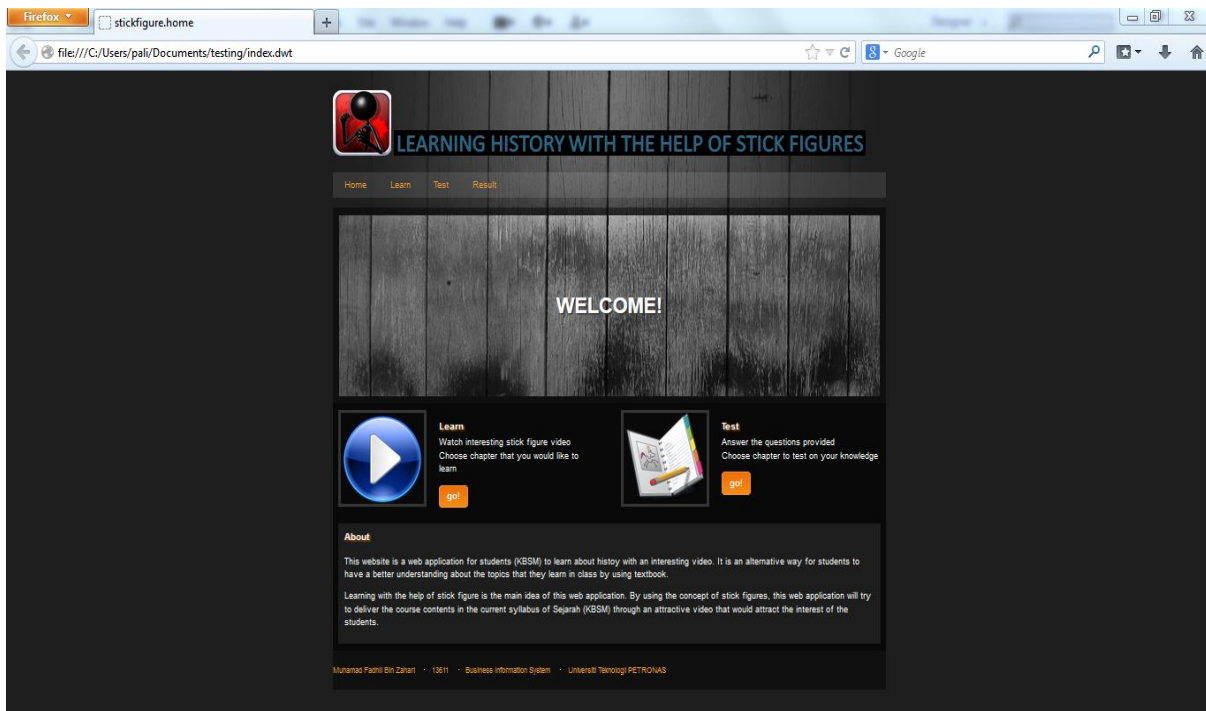 Firefox
stickfigure.home
file:///C:/Users/pali/Documents/testing/index.dwt
Google
LEARNING HISTORY WITH THE HELP OF STICK FIGURES
Home Learn Test Result
WELCOME!
Learn
Watch interesting stick figure video
Choose chapter that you would like to
learn
go!
Test
Answer the questions provided
Choose chapter to test on your knowledge
go!
About
This website is a web application for students (KBSM) to learn about histoy with an interesting video. It is an alternative way for students to
have a better understanding about the topics that they learn in class by using textbook.
Learning with the help of stick figure is the main idea of this web application. By using the concept of stick figures, this web application will try
to deliver the course contents in the current syllabus of Sejarah (KBSM) through an attractive video that would attract the interest of the
students.
Muhamad Fadhil Bin Zahari · 13611 · Business Information System · Universiti Teknologi PETRONAS